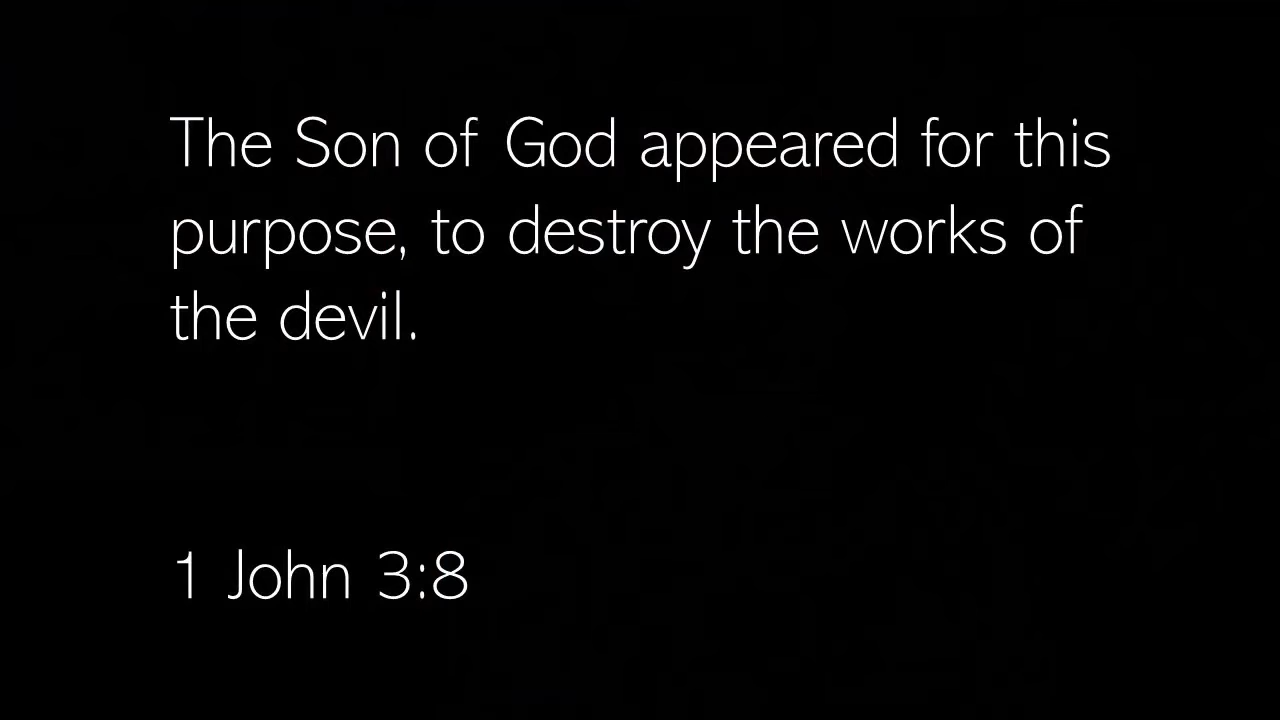 The Son of God appeared for this
purpose, to destroy the works of
the devil.
1 John 3:8